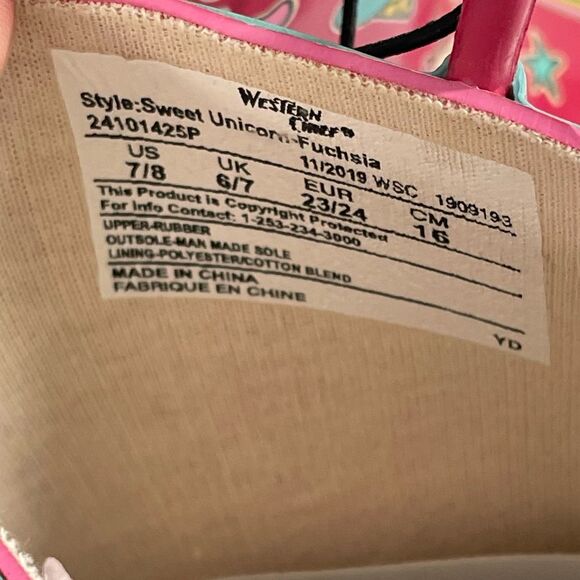 WESTERN
CHIEF®
Style:Sweet Unicorn-Fuchsia
24101425P 11/2019 WSC 1909193
US UK EUR CM
7/8 6/7 23/24 16
This Product is Copyright Protected
For Info Contact: 1-253-234-3000
UPPER-RUBBER
OUTSOLE-MAN MADE SOLE
LINING-POLYESTER/COTTON BLEND
MADE IN CHINA
FABRIQUE EN CHINE
YD